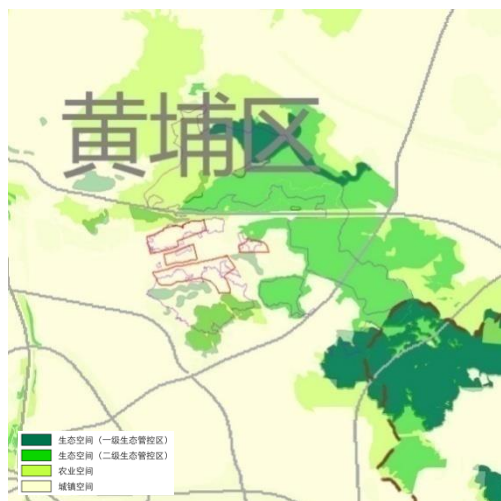 黄埔区
生态空间（一级生态管控区）
生态空间（二级生态管控区）
农业空间
城镇空间